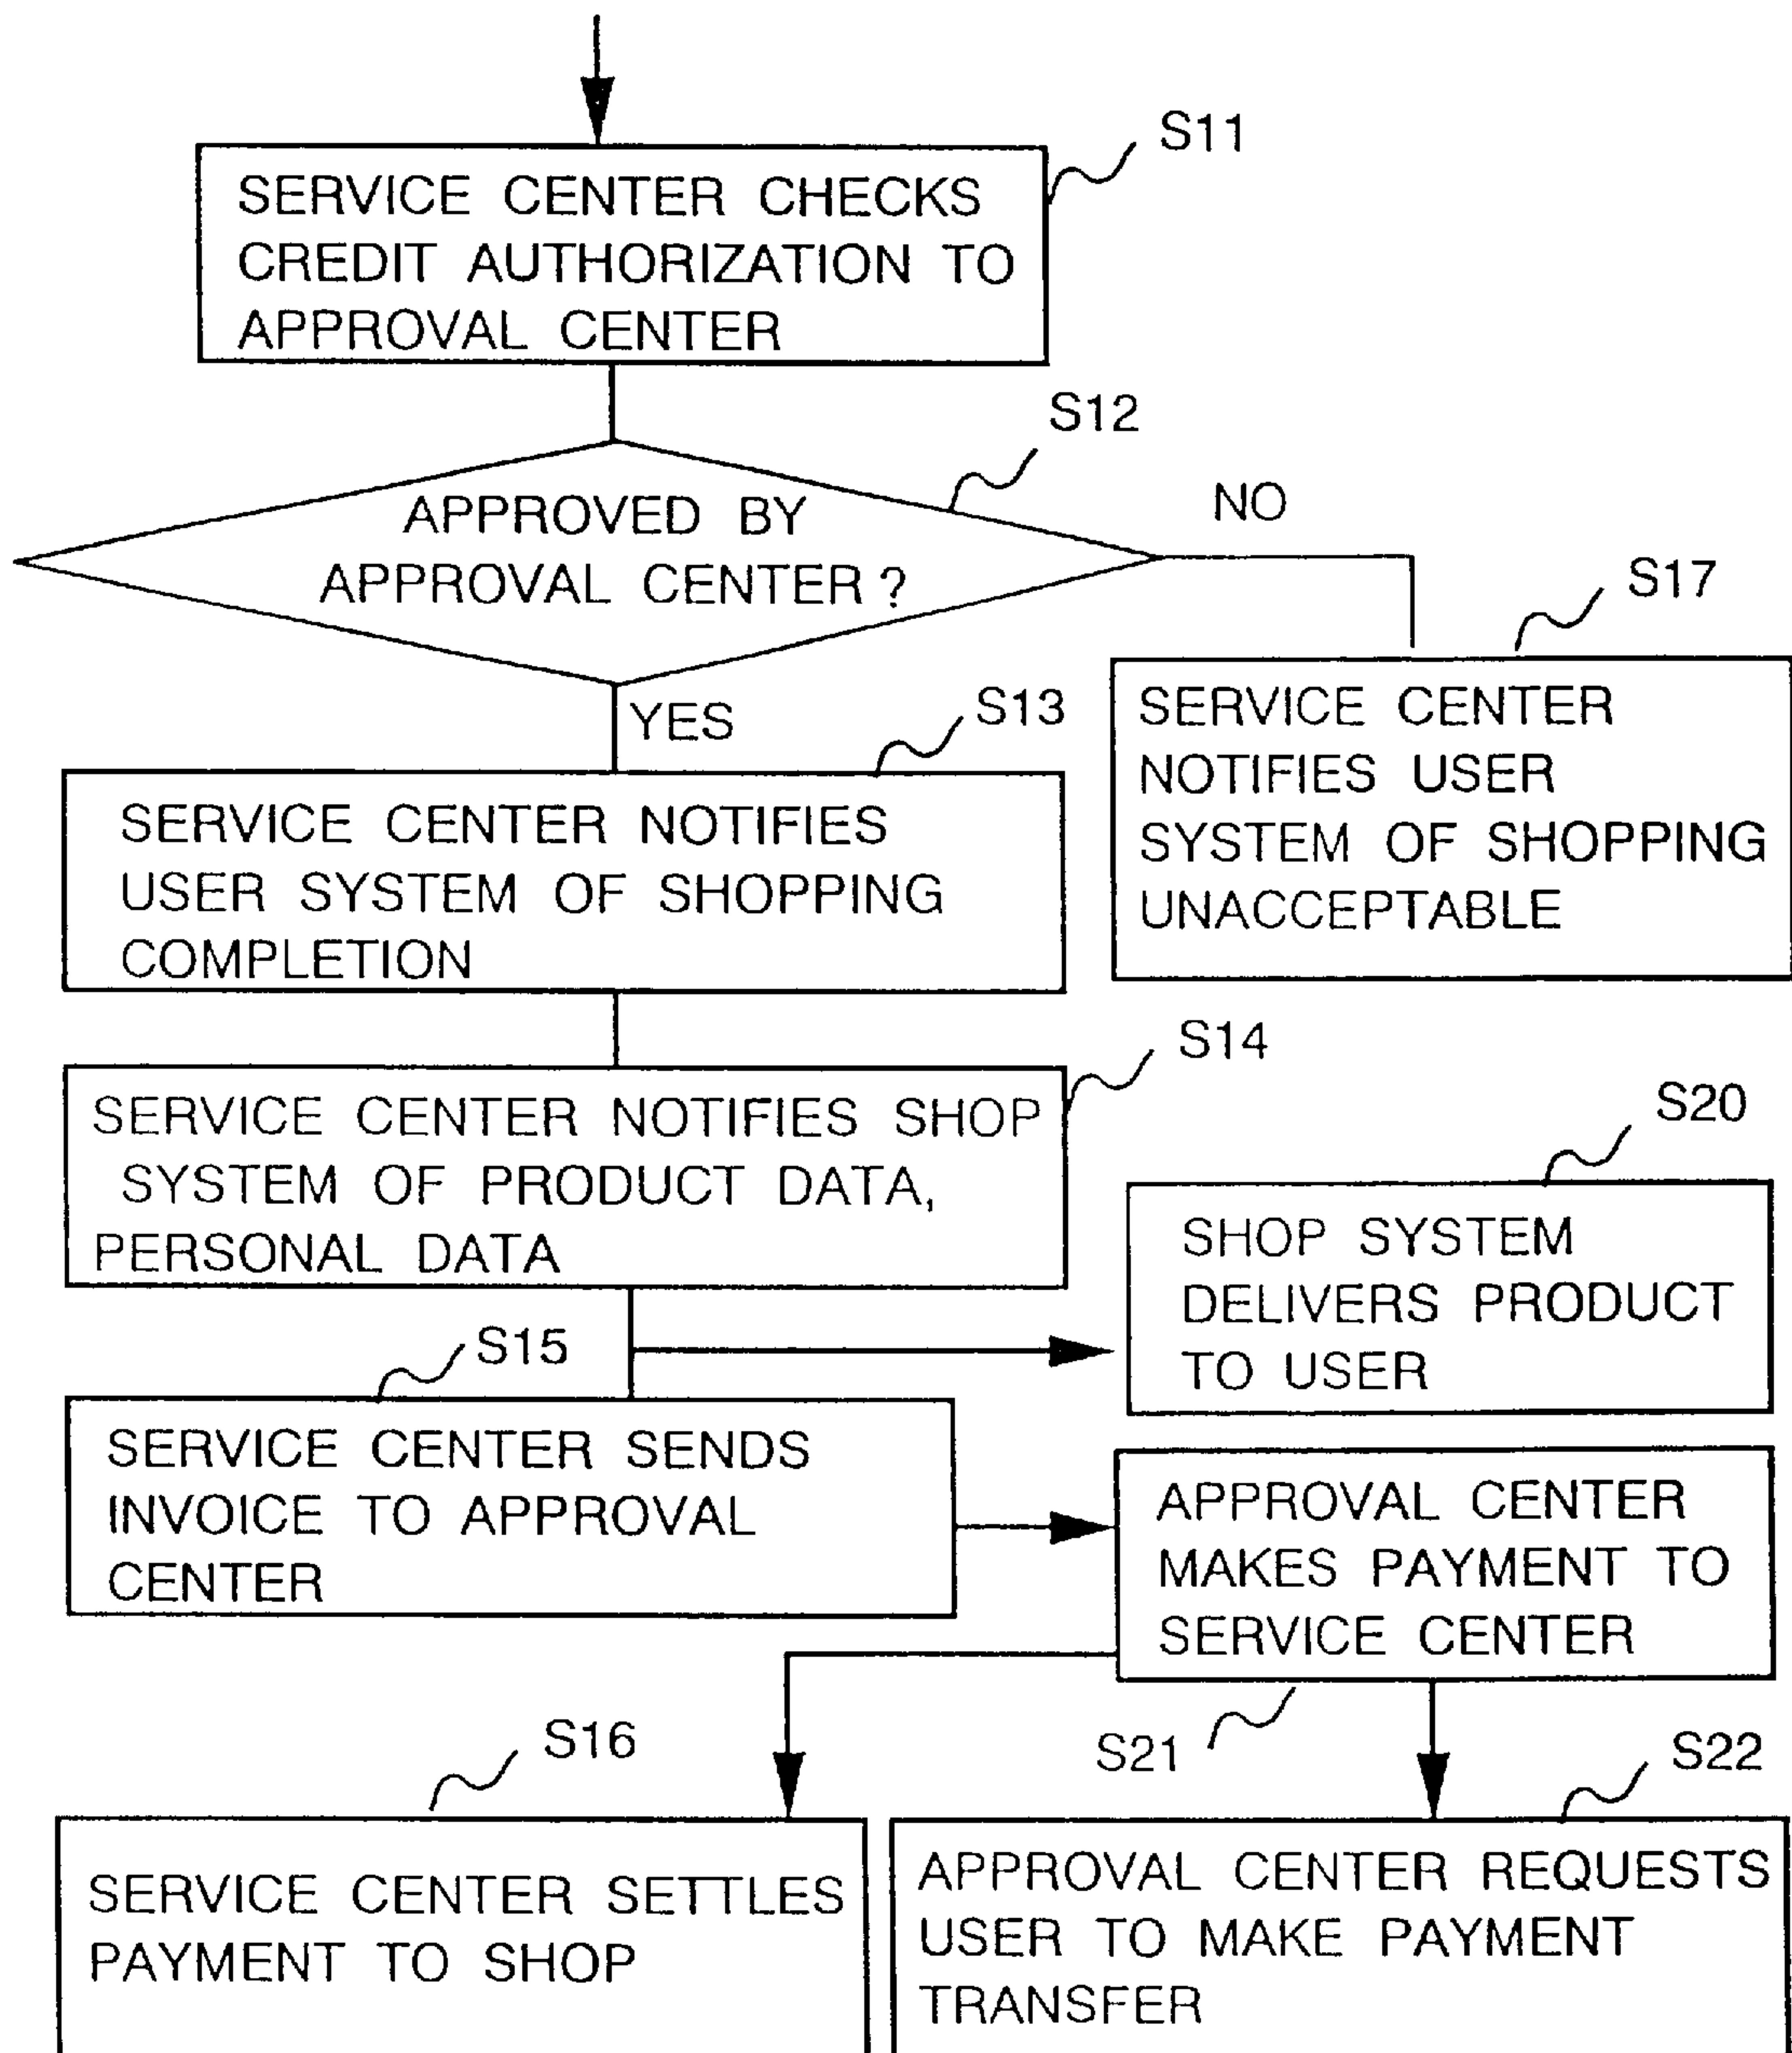 S11
SERVICE CENTER CHECKS
CREDIT AUTHORIZATION TO
APPROVAL CENTER
S12
APPROVED BY
APPROVAL CENTER?
NO
S17
SERVICE CENTER
NOTIFIES USER
SYSTEM OF SHOPPING
UNACCEPTABLE
YES
S13
SERVICE CENTER NOTIFIES
USER SYSTEM OF SHOPPING
COMPLETION
S14
SERVICE CENTER NOTIFIES SHOP
SYSTEM OF PRODUCT DATA,
PERSONAL DATA
S20
SHOP SYSTEM
DELIVERS PRODUCT
TO USER
S15
SERVICE CENTER SENDS
INVOICE TO APPROVAL
CENTER
APPROVAL CENTER
MAKES PAYMENT TO
SERVICE CENTER
S21
S16
SERVICE CENTER SETTLES
PAYMENT TO SHOP
S22
APPROVAL CENTER REQUESTS
USER TO MAKE PAYMENT
TRANSFER